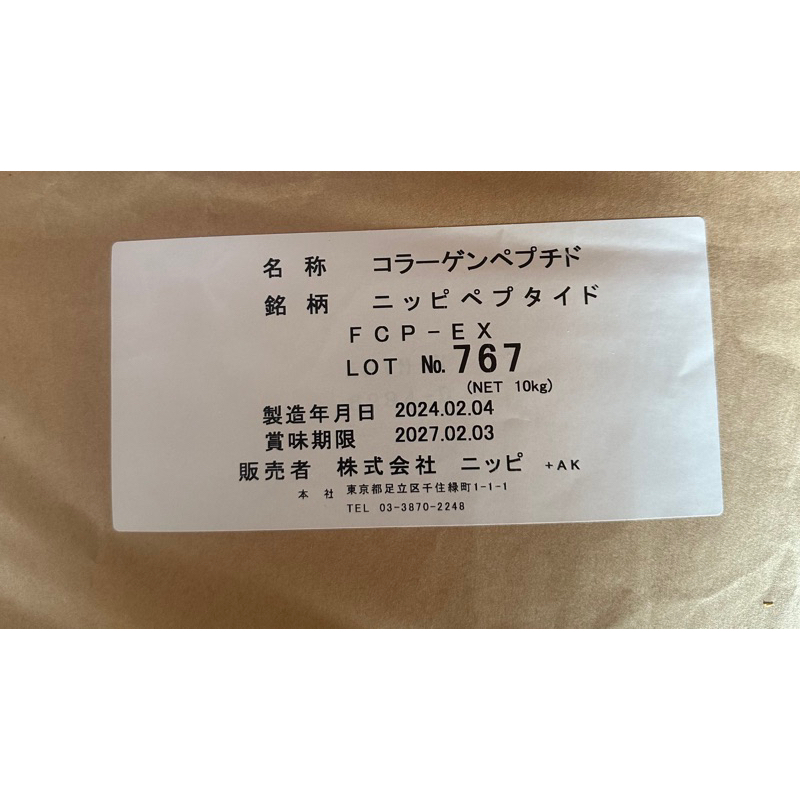 名称 コラーゲンペプチド
銘柄 ニッピペプタイド
FCP-EX
LOT №.767
(NET 10kg)
製造年月日 2024.02.04
賞味期限 2027.02.03
販売者 株式会社 ニッピ +AK
本社 東京都足立区千住緑町1-1-1
TEL 03-3870-2248